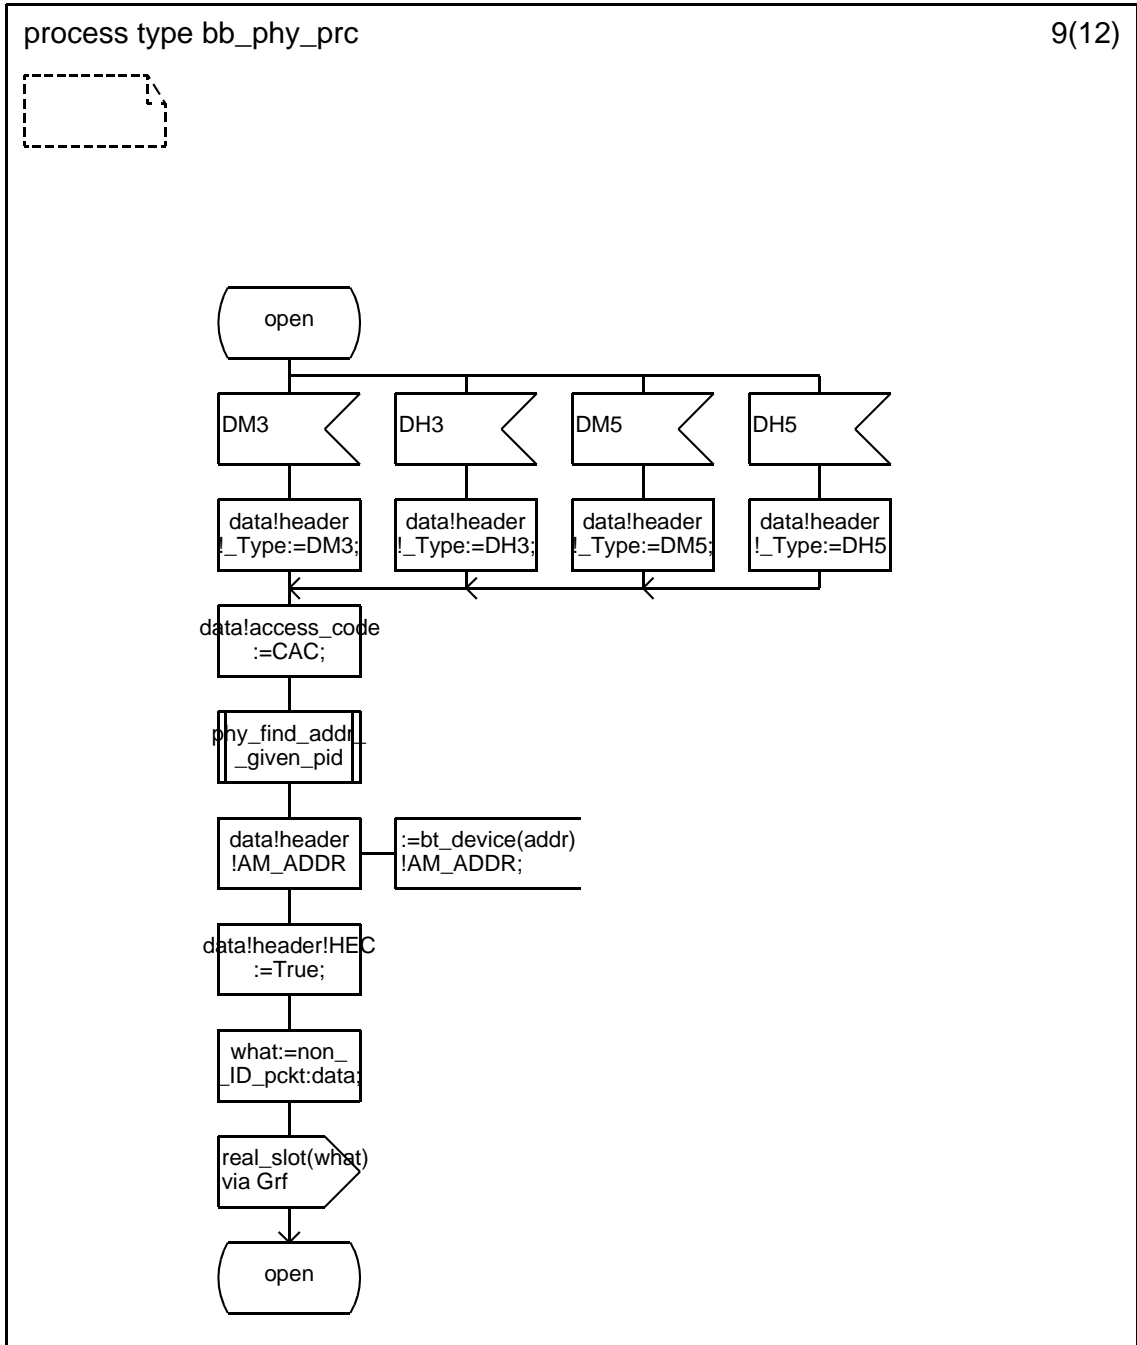 process type bb_phy_prc
9(12)
open
DM3
DH3
DM5
DH5
data!header
!_Type:=DM3;
data!header
!_Type:=DH3;
data!header
!_Type:=DM5;
data!header
!_Type:=DH5
data!access_code
:=CAC;
phy_find_addr_
_given_pid
data!header
!AM_ADDR
:=bt_device(addr)
!AM_ADDR;
data!header!HEC
:=True;
what:=non_
_ID_pckt:data;
real_slot(what)
via Grf
open